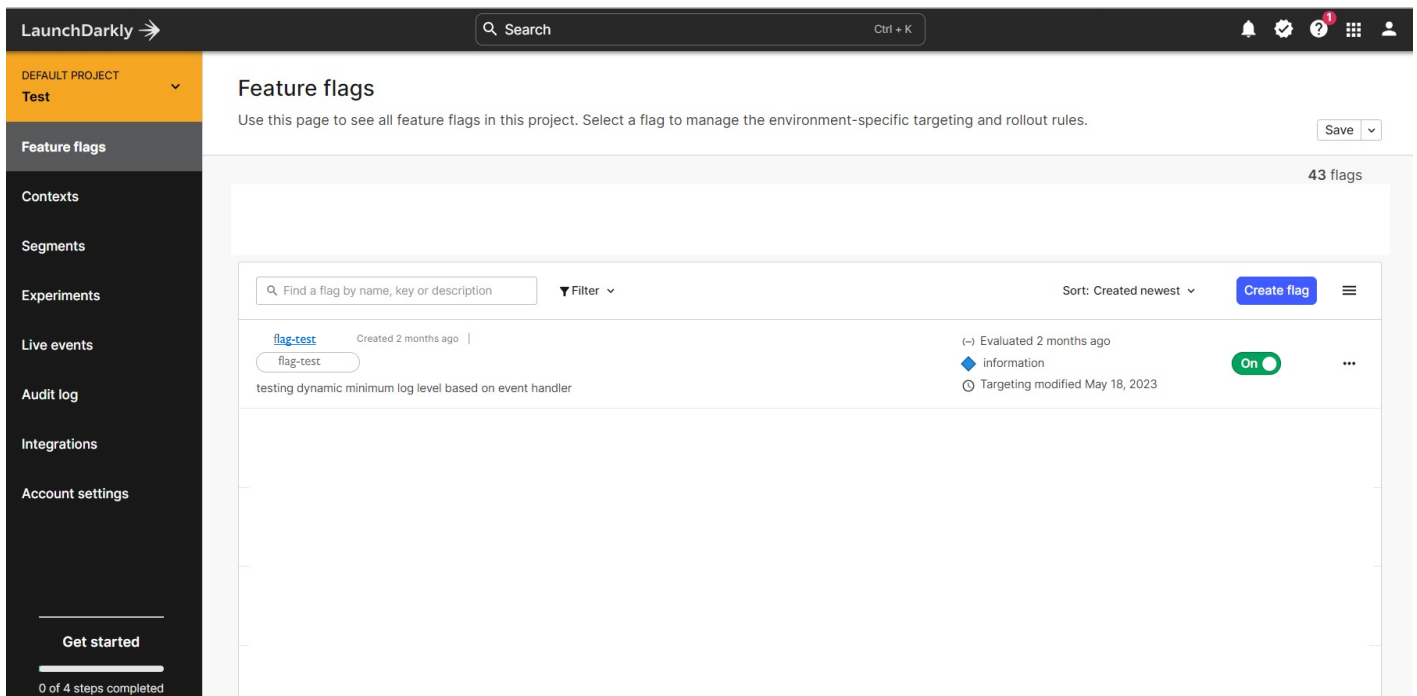 LaunchDarkly
Search Ctrl + K
1
DEFAULT PROJECT
Test
Feature flags
Contexts
Segments
Experiments
Live events
Audit log
Integrations
Account settings
Get started
0 of 4 steps completed
Feature flags
Use this page to see all feature flags in this project. Select a flag to manage the environment-specific targeting and rollout rules.
Save
43 flags
Find a flag by name, key or description Filter Sort: Created newest Create flag
flag-test Created 2 months ago
flag-test
testing dynamic minimum log level based on event handler
(–) Evaluated 2 months ago
information
Targeting modified May 18, 2023
On